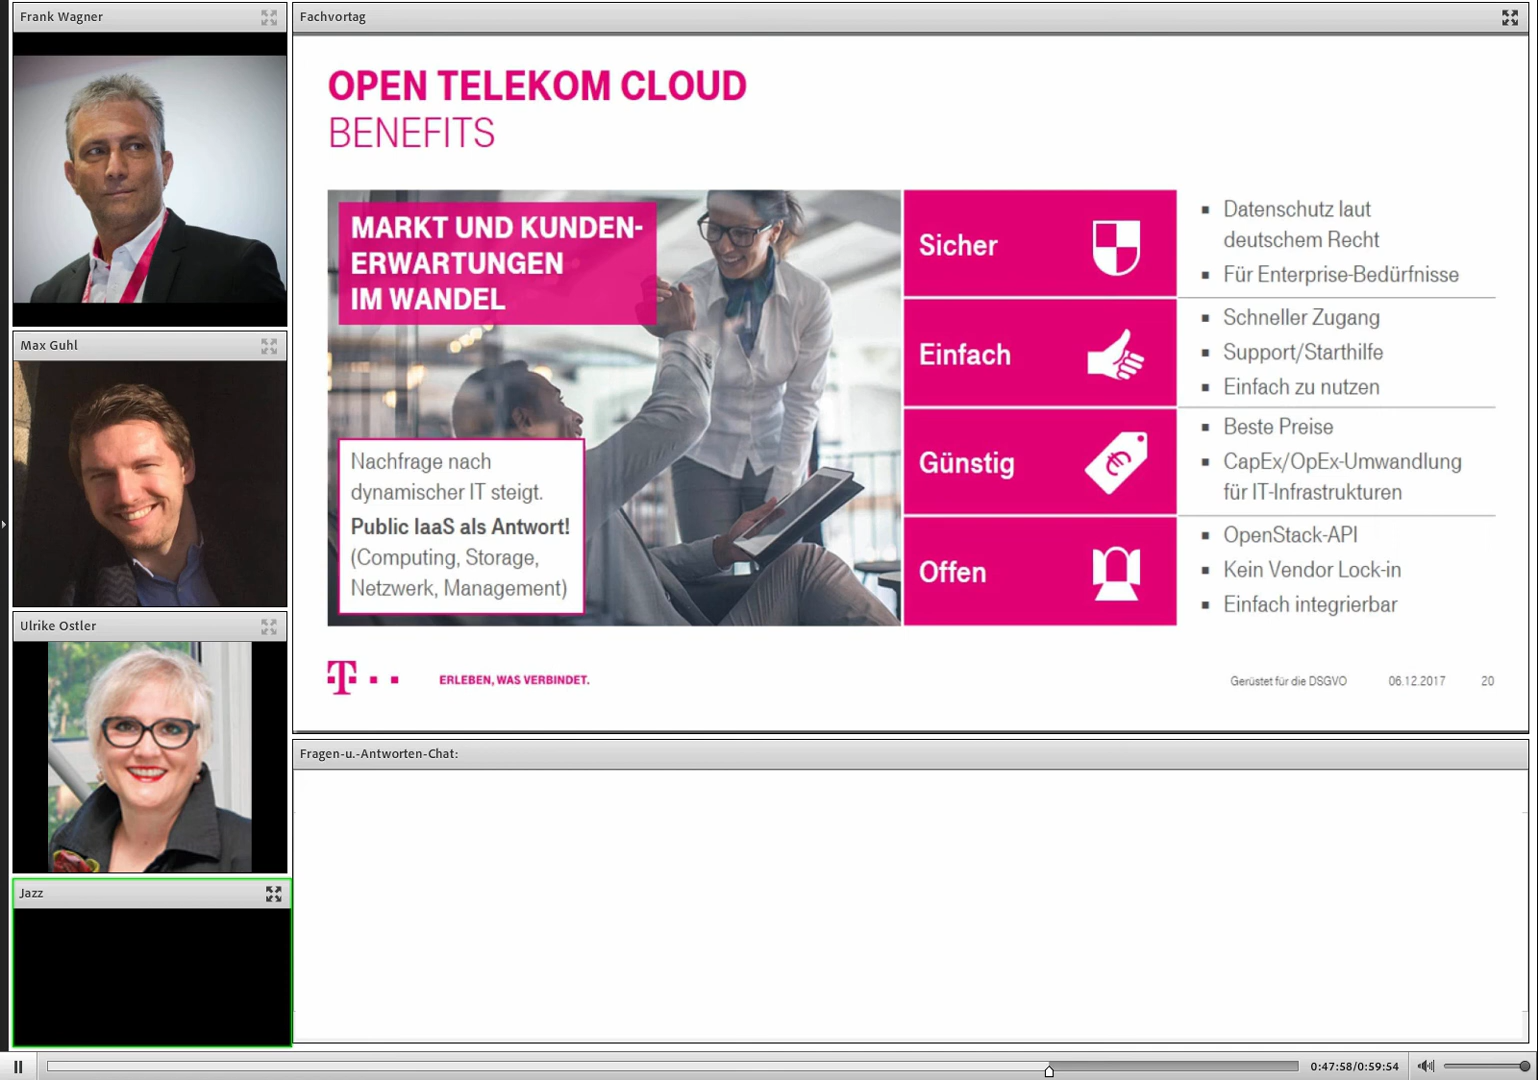 Frank Wagner
Fachvortag
OPEN TELEKOM CLOUD
BENEFITS
MARKT UND KUNDEN-
ERWARTUNGEN
IM WANDEL
Nachfrage nach
dynamischer IT steigt.
Public IaaS als Antwort!
(Computing, Storage,
Netzwerk, Management)
Sicher
▪ Datenschutz laut
deutschem Recht
▪ Für Enterprise-Bedürfnisse
Einfach
▪ Schneller Zugang
▪ Support/Starthilfe
▪ Einfach zu nutzen
Günstig
▪ Beste Preise
▪ CapEx/OpEx-Umwandlung
für IT-Infrastrukturen
Offen
▪ OpenStack-API
▪ Kein Vendor Lock-in
▪ Einfach integrierbar
T ERLEBEN, WAS VERBINDET.
Gerüstet für die DSGVO 06.12.2017 20
Max Guhl
Ulrike Ostler
Jazz
Fragen-u.-Antworten-Chat:
0:47:58/0:59:54